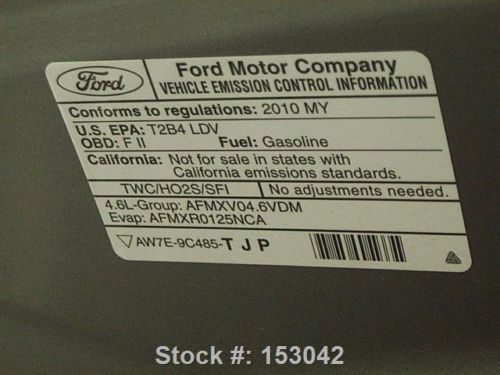 Ford
Ford Motor Company
VEHICLE EMISSION CONTROL INFORMATION
Conforms to regulations: 2010 MY
U.S. EPA: T2B4 LDV
OBD: F II Fuel: Gasoline
California: Not for sale in states with
California emissions standards.
TWC/HO2S/SFI No adjustments needed.
4.6L-Group: AFMXV04.6VDM
Evap: AFMXR0125NCA
AW7E-9C485-T J P
Stock #: 153042